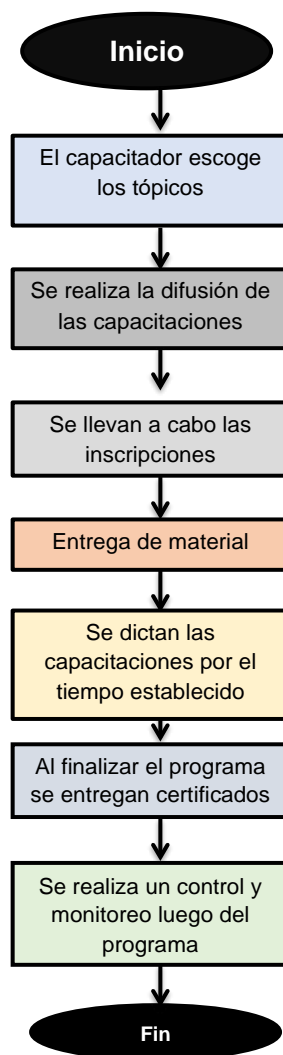 Inicio
El capacitador escoge
los tópicos
Se realiza la difusión de
las capacitaciones
Se llevan a cabo las
inscripciones
Entrega de material
Se dictan las
capacitaciones por el
tiempo establecido
Al finalizar el programa
se entregan certificados
Se realiza un control y
monitoreo luego del
programa
Fin